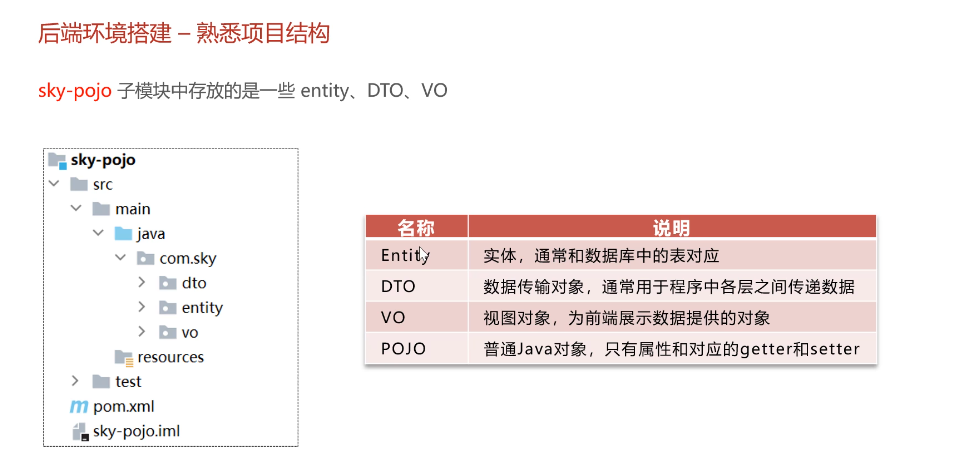 后端环境搭建 – 熟悉项目结构
sky-pojo 子模块中存放的是一些 entity、DTO、VO
sky-pojo
src
main
java
com.sky
dto
entity
vo
resources
test
pom.xml
sky-pojo.iml
名称 说明
Entity 实体，通常和数据库中的表对应
DTO 数据传输对象，通常用于程序中各层之间传递数据
VO 视图对象，为前端展示数据提供的对象
POJO 普通Java对象，只有属性和对应的getter和setter